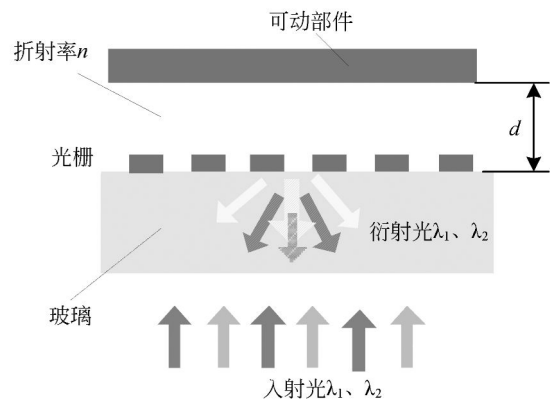 可动部件
折射率n
d
光栅
衍射光λ₁、λ₂
玻璃
入射光λ₁、λ₂